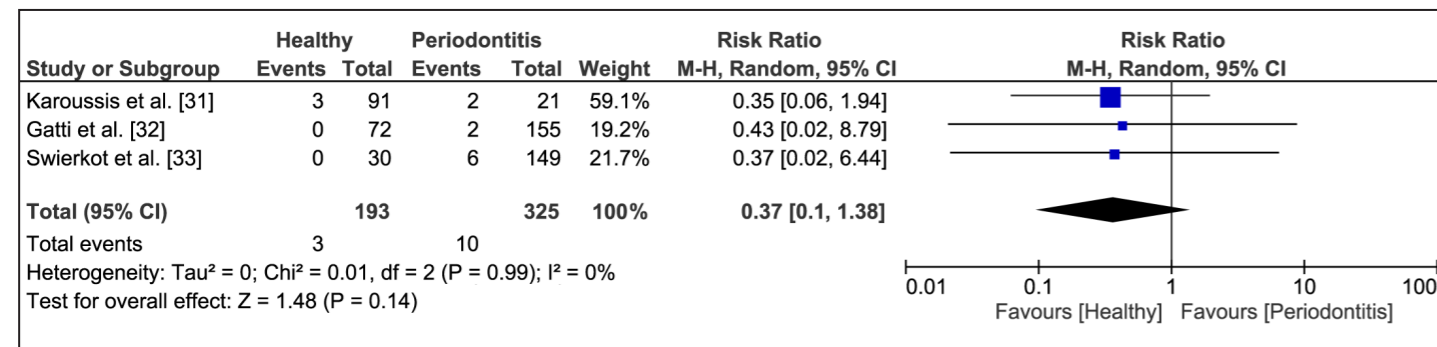 Healthy Periodontitis Risk Ratio Risk Ratio
Study or Subgroup Events Total Events Total Weight M-H, Random, 95% CI M-H, Random, 95% CI
Karoussis et al. [31] 3 91 2 21 59.1% 0.35 [0.06, 1.94]
Gatti et al. [32] 0 72 2 155 19.2% 0.43 [0.02, 8.79]
Swierkot et al. [33] 0 30 6 149 21.7% 0.37 [0.02, 6.44]
Total (95% CI) 193 325 100% 0.37 [0.1, 1.38]
Total events 3 10
Heterogeneity: Tau² = 0; Chi² = 0.01, df = 2 (P = 0.99); I² = 0%
Test for overall effect: Z = 1.48 (P = 0.14)
0.01 0.1 1 10 100
Favours [Healthy] Favours [Periodontitis]